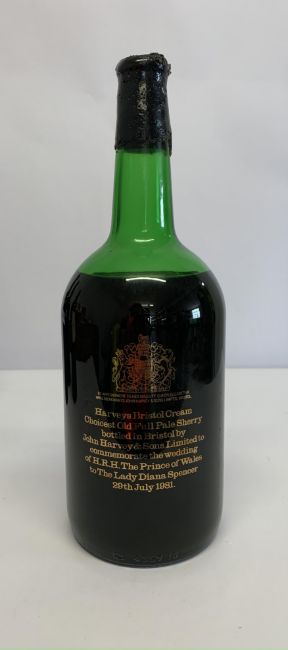 Harveys Bristol Cream
Choicest Old Full Pale Sherry
bottled in Bristol by
John Harvey & Sons Limited to
commemorate the wedding
of H.R.H. The Prince of Wales
to The Lady Diana Spencer
29th July 1981.